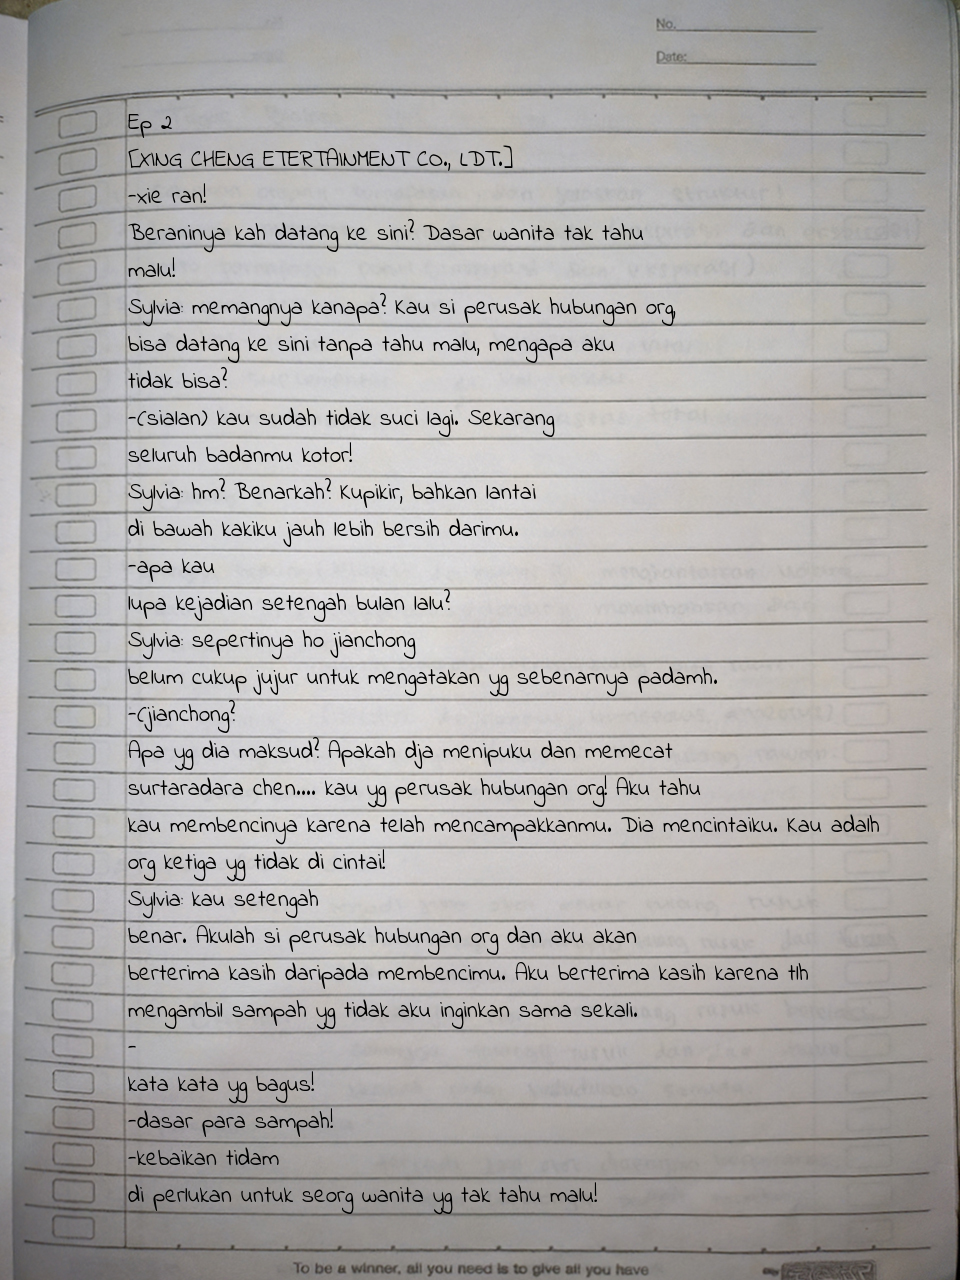 No.
Date:
Ep 2
[XING CHENG ETERTAINMENT CO., LDT.]
-xie ran!
Beraninya kah datang ke sini? Dasar wanita tak tahu
malu!
Sylvia: memangnya kanapa? Kau si perusak hubungan org
bisa datang ke sini tanpa tahu malu, mengapa aku
tidak bisa?
-(sialan) kau sudah tidak suci lagi. Sekarang
seluruh badanmu kotor!
Sylvia: hm? Benarkah? Kupikir, bahkan lantai
di bawah kakiku jauh lebih bersih darimu.
-apa kau
lupa kejadian setengah bulan lalu?
Sylvia: sepertinya ho jianchong
belum cukup jujur untuk mengatakan yg sebenarnya padamh.
-(jianchong?
Apa yg dia maksud? Apakah dja menipuku dan memecat
surtaradara chen.... kau yg perusak hubungan org! Aku tahu
kau membencinya karena telah mencampakkanmu. Dia mencintaiku. Kau adalh
org ketiga yg tidak di cintai!
Sylvia: kau setengah
benar. Akulah si perusak hubungan org dan aku akan
berterima kasih daripada membencimu. Aku berterima kasih karena tlh
mengambil sampah yg tidak aku inginkan sama sekali.
-
kata kata yg bagus!
-dasar para sampah!
-kebaikan tidam
di perlukan untuk seorg wanita yg tak tahu malu!
To be a winner, all you need is to give all you have